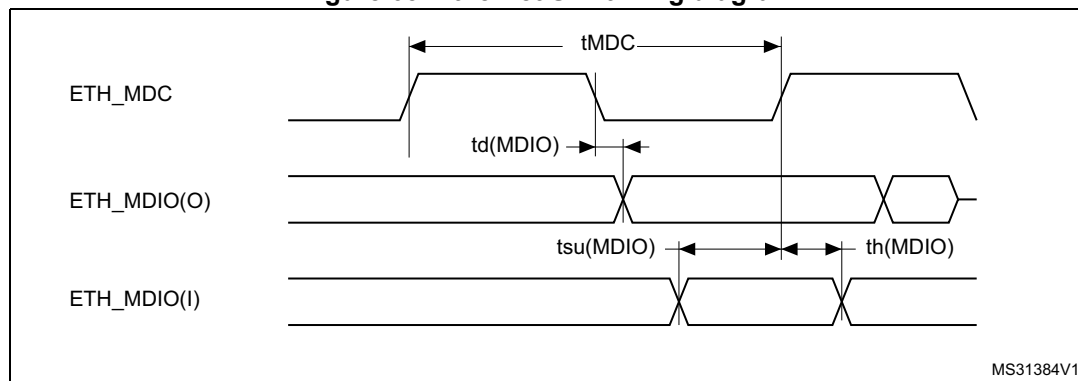 tMDC
ETH_MDC
td(MDIO)
ETH_MDIO(O)
tsu(MDIO) th(MDIO)
ETH_MDIO(I)
MS31384V1